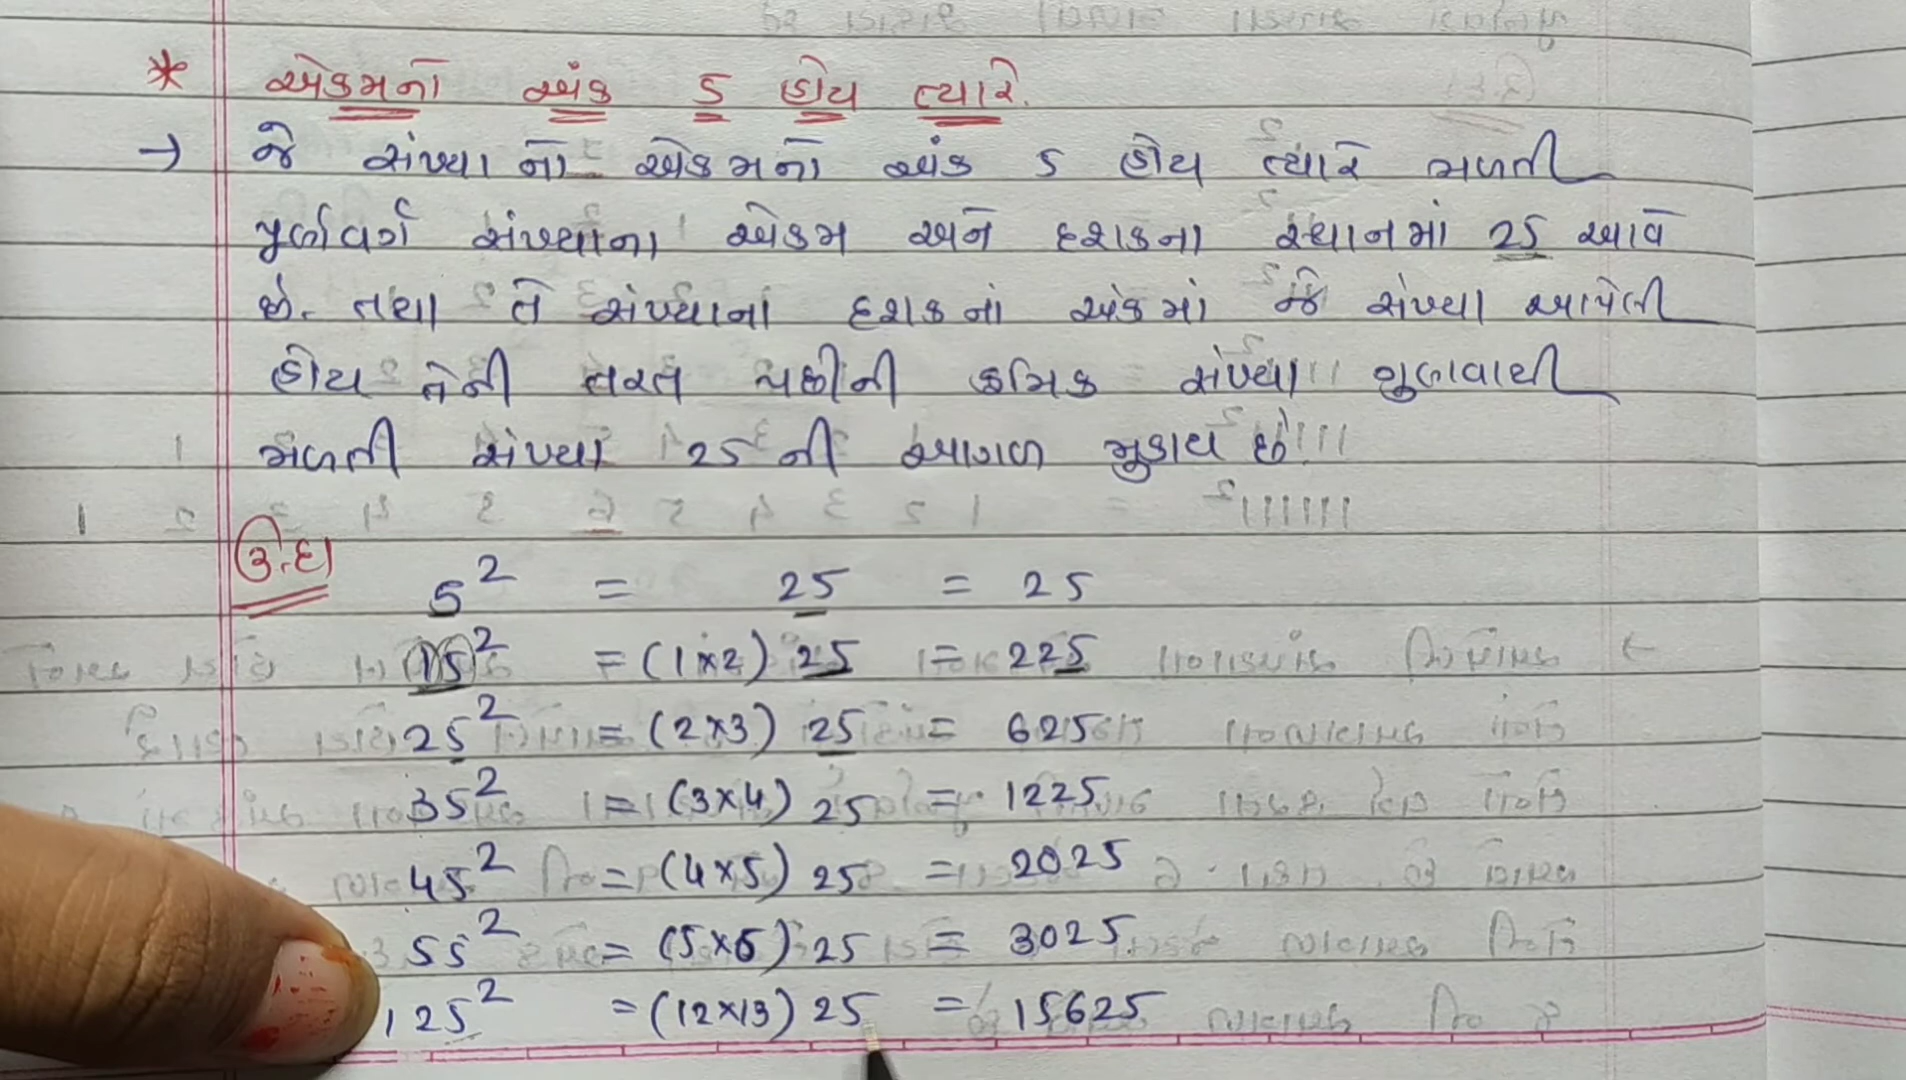 * એકમનો અંક 5 હોય ત્યારે.
→ જે સંખ્યાનો એકમનો અંક 5 હોય ત્યારે મળતી
પૂર્ણવર્ગ સંખ્યાના એકમ અને દશકના સ્થાનમાં 25 આવે
છે. તથા તે સંખ્યાનાં દશકનાં અંકમાં જે સંખ્યા આપેલી
હોય તેની તરત પછીની ક્રમિક સંખ્યા ગુણવાથી
મળતી સંખ્યા 25 ની આગળ મુકાય છે.
ઉ.દા
5² = 25 = 25
15² = (1×2) 25 = 225
25² = (2×3) 25 = 625
35² = (3×4) 25 = 1225
45² = (4×5) 25 = 2025
55² = (5×6) 25 = 3025
125² = (12×13) 25 = 15625